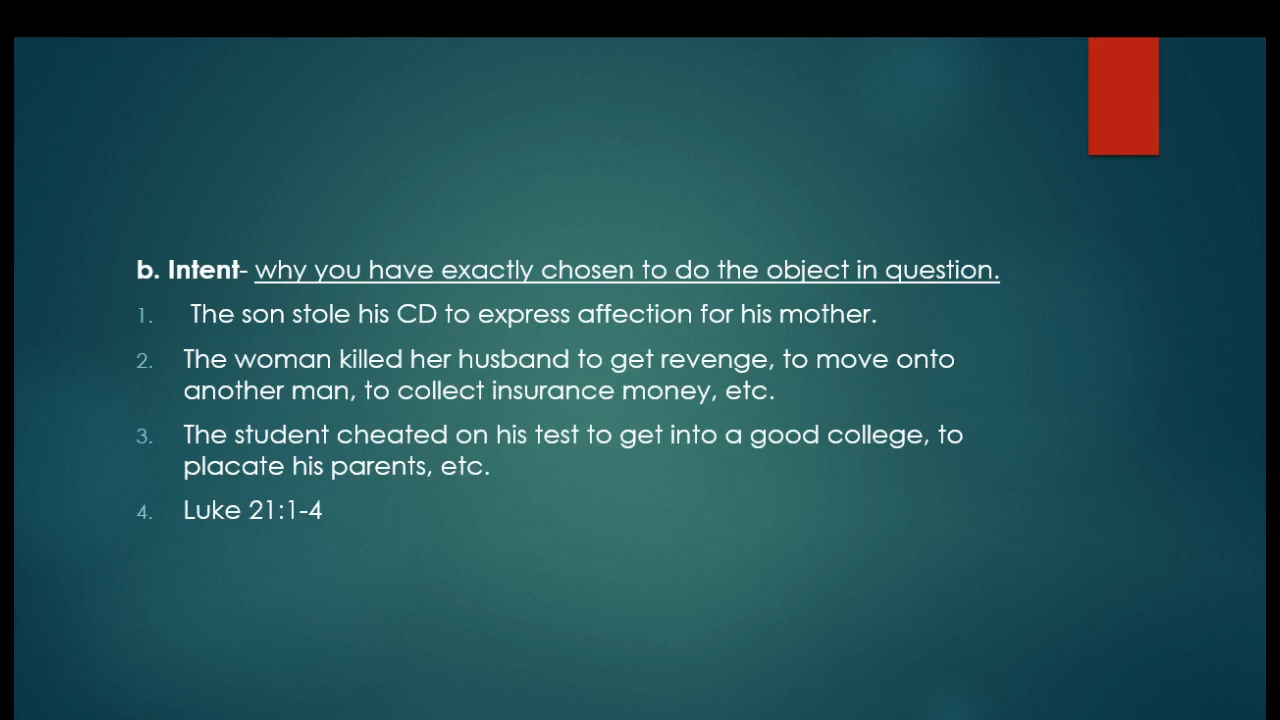 b. Intent- why you have exactly chosen to do the object in question.
1. The son stole his CD to express affection for his mother.
2. The woman killed her husband to get revenge, to move onto
another man, to collect insurance money, etc.
3. The student cheated on his test to get into a good college, to
placate his parents, etc.
4. Luke 21:1-4